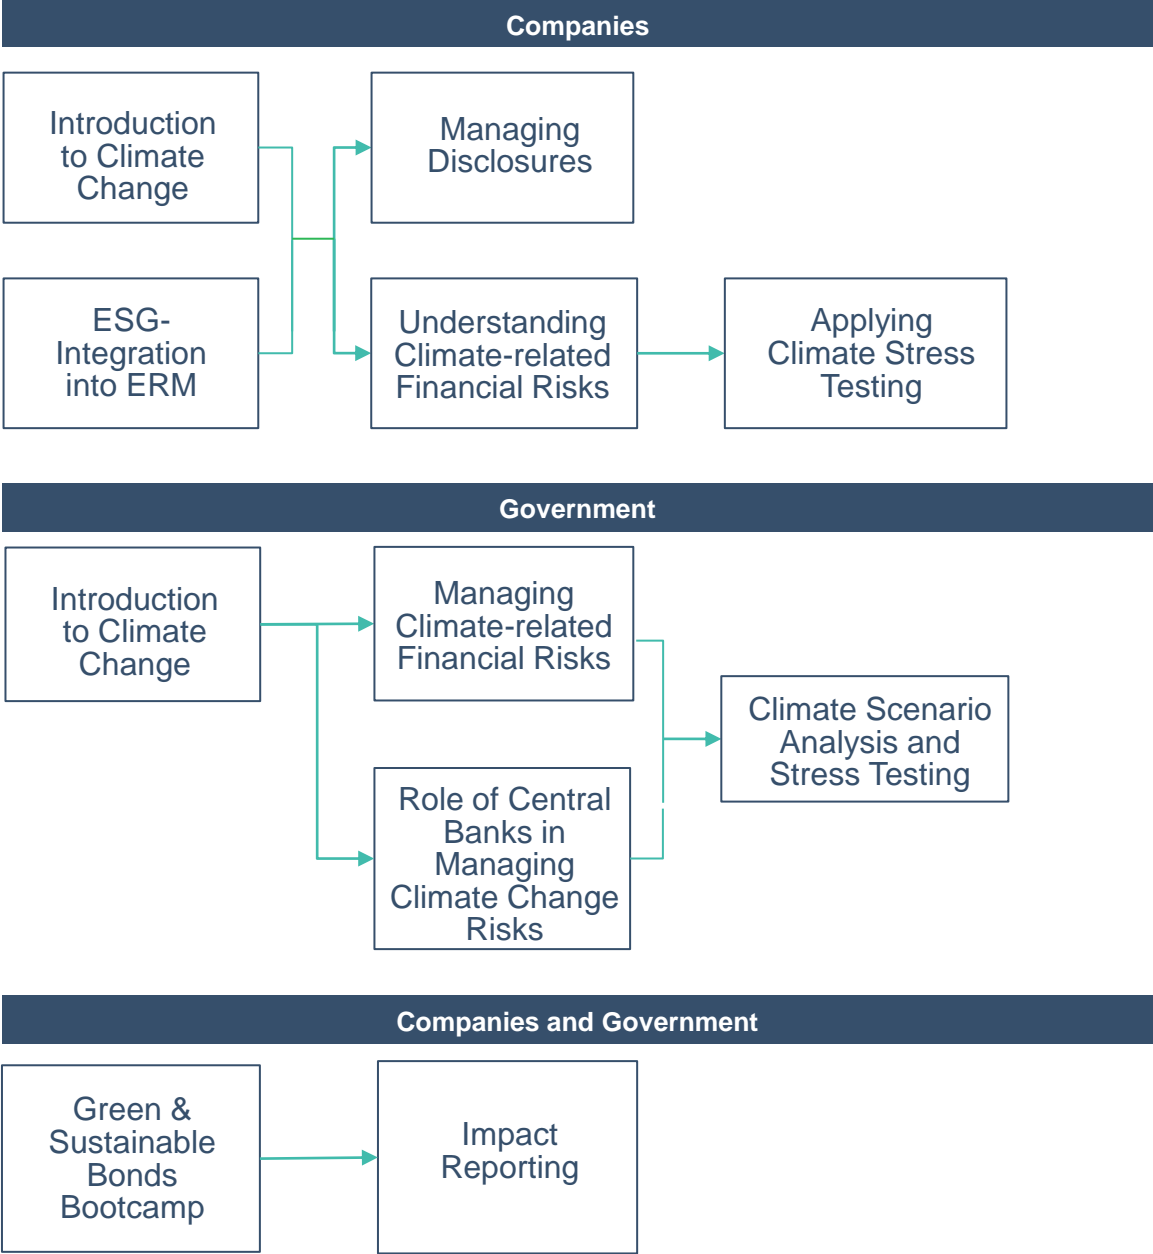 Companies
Introduction
to Climate
Change
Managing
Disclosures
ESG-
Integration
into ERM
Understanding
Climate-related
Financial Risks
Applying
Climate Stress
Testing
Government
Introduction
to Climate
Change
Managing
Climate-related
Financial Risks
Role of Central
Banks in
Managing
Climate Change
Risks
Climate Scenario
Analysis and
Stress Testing
Companies and Government
Green &
Sustainable
Bonds
Bootcamp
Impact
Reporting